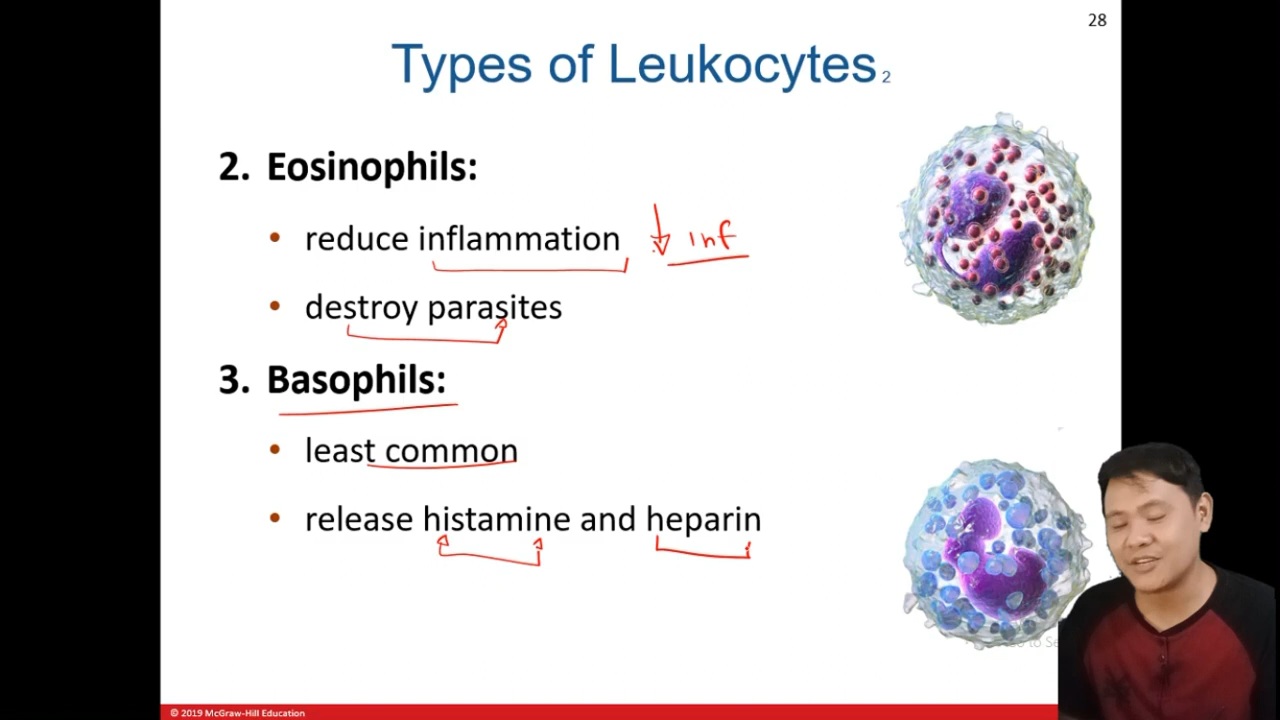 28
Types of Leukocytes 2
2. Eosinophils:
• reduce inflammation ↓ inf
• destroy parasites
3. Basophils:
• least common
• release histamine and heparin
© 2019 McGraw-Hill Education